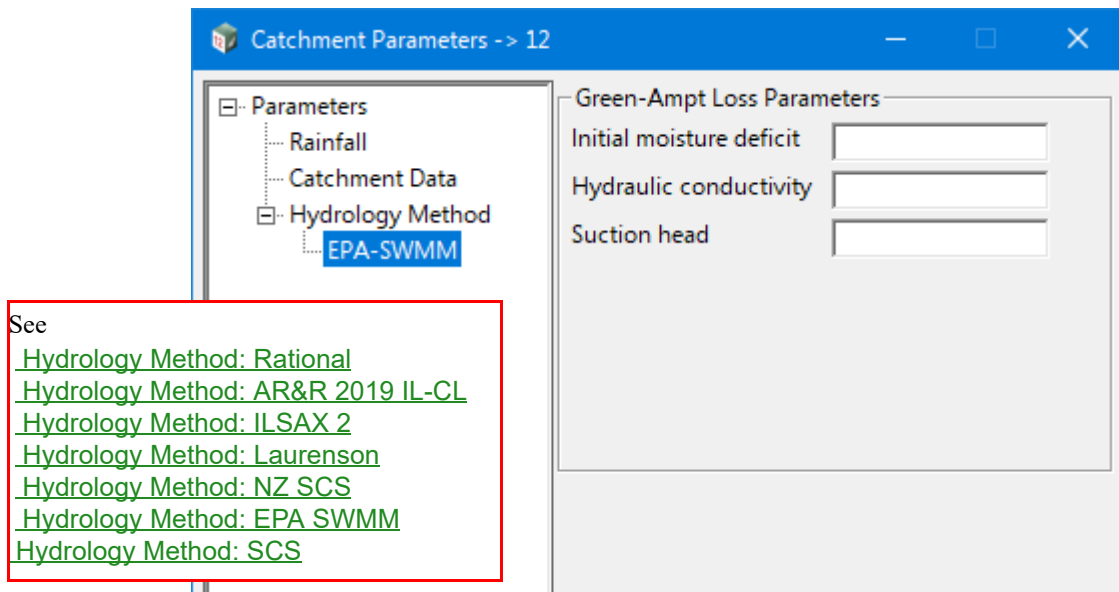 Catchment Parameters -> 12
Parameters
Rainfall
Catchment Data
Hydrology Method
EPA-SWMM
Green-Ampt Loss Parameters
Initial moisture deficit
Hydraulic conductivity
Suction head
See
Hydrology Method: Rational
Hydrology Method: AR&R 2019 IL-CL
Hydrology Method: ILSAX 2
Hydrology Method: Laurenson
Hydrology Method: NZ SCS
Hydrology Method: EPA SWMM
Hydrology Method: SCS